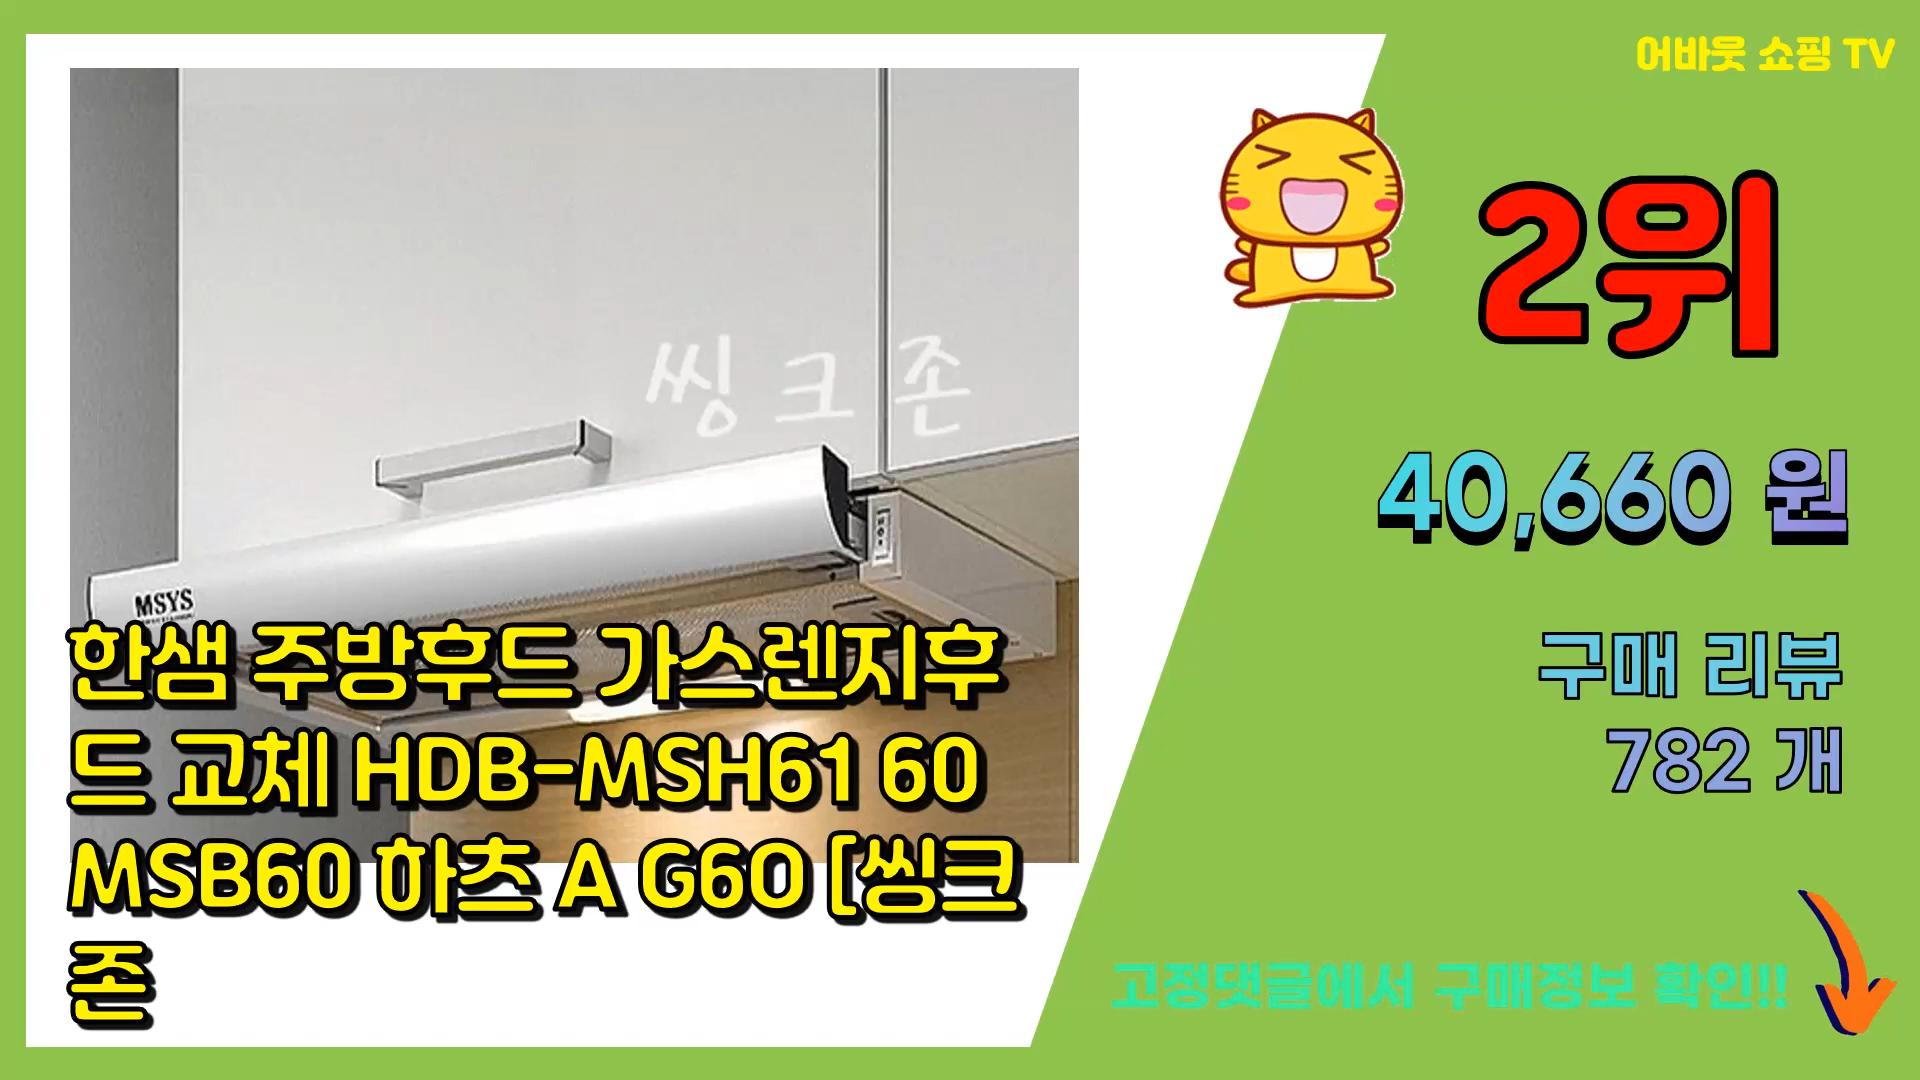 어바웃 쇼핑 TV
2위
씽크존
40,660 원
MSYS
구매 리뷰
782 개
한샘 주방후드 가스렌지후
드 교체 HDB-MSH61 60
MSB60 하츠 A G60 [씽크
존
고정댓글에서 구매정보 확인!!